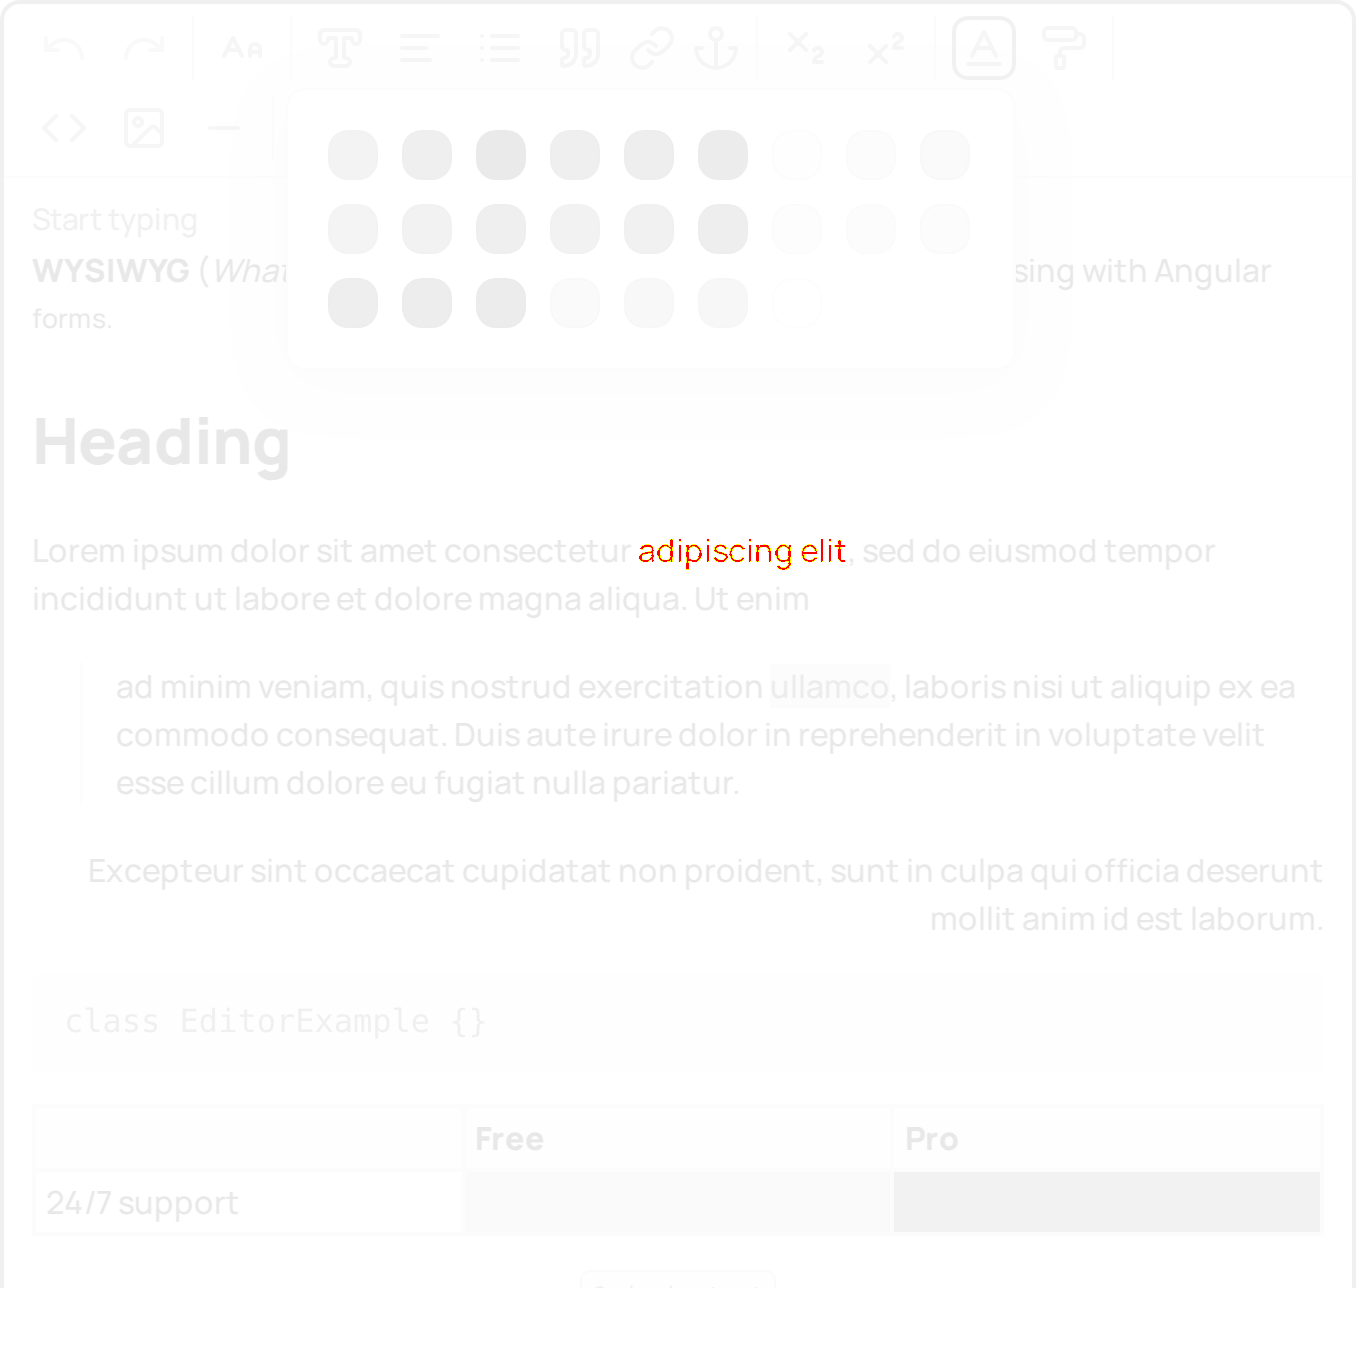 Aa
X2
X2
A
Start typing
WYSIWYG (What sing with Angular
forms.
Heading
Lorem ipsum dolor sit amet consectetur adipiscing elit, sed do eiusmod tempor
incididunt ut labore et dolore magna aliqua. Ut enim
ad minim veniam, quis nostrud exercitation ullamco, laboris nisi ut aliquip ex ea
commodo consequat. Duis aute irure dolor in reprehenderit in voluptate velit
esse cillum dolore eu fugiat nulla pariatur.
Excepteur sint occaecat cupidatat non proident, sunt in culpa qui officia deserunt
mollit anim id est laborum.
class EditorExample {}
Free Pro
24/7 support